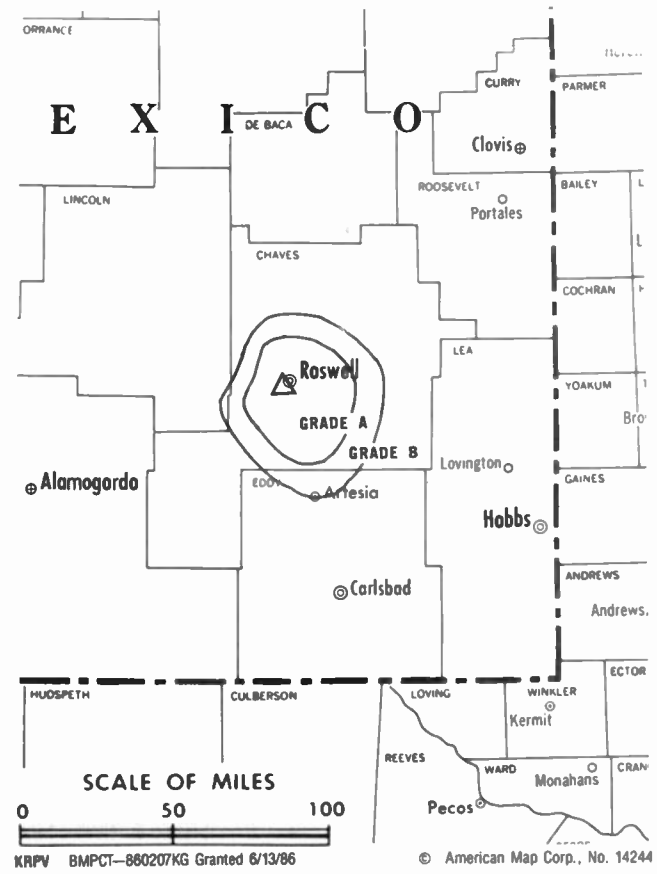 ORRANCE
CURRY
PARMER
E X I C O
DE BACA
Clovis
ROOSEVELT
BAILEY
L
LINCOLN
Portales
L
CHAVES
COCHRAN
H
LEA
Roswell
YOAKUM
Bro
GRADE A
GRADE B
Lovington
GAINES
Alamogordo
EDDY
Artesia
Hobbs
ANDREWS
Carlsbad
Andrews.
ECTOR
HUDSPETH
CULBERSON
LOVING
WINKLER
Kermit
REEVES
WARD
CRAN
SCALE OF MILES
Monahans
0 50 100
Pecos
KRPV BMPCT—860207KG Granted 6/13/86
© American Map Corp., No. 14244